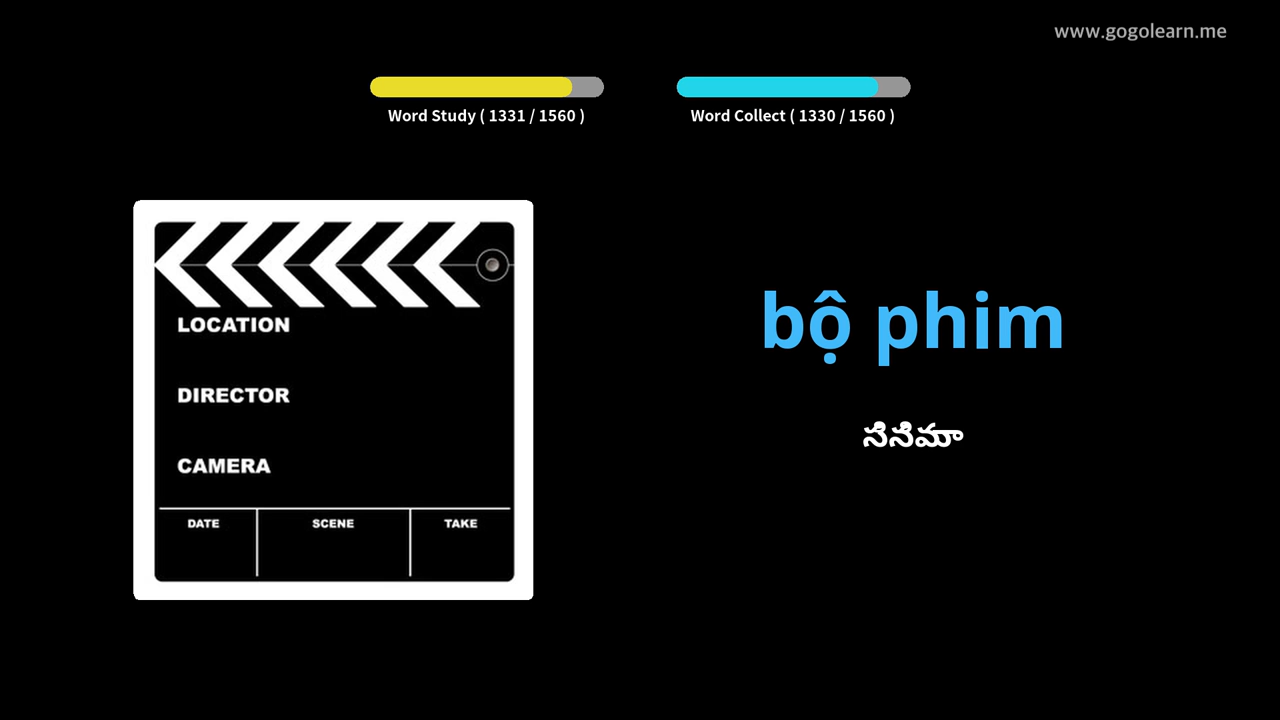 www.gogolearn.me
Word Study ( 1331 / 1560 )
Word Collect ( 1330 / 1560 )
LOCATION
DIRECTOR
CAMERA
DATE
SCENE
TAKE
bộ phim
సినిమా